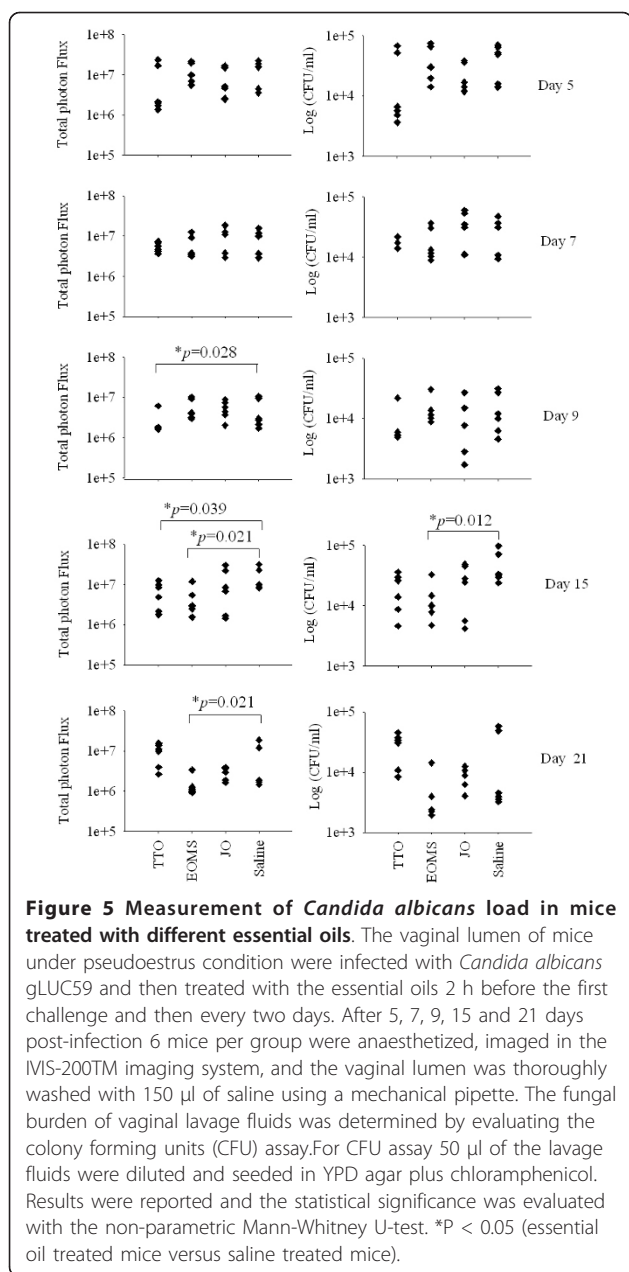 1e+8 1e+5
1e+7
1e+6 1e+4
1e+5 1e+3
Total photon Flux Log (CFU/ml) Day 5
1e+8 1e+5
1e+7
1e+6 1e+4
1e+5 1e+3
Total photon Flux Log (CFU/ml) Day 7
*p=0.028
1e+8 1e+5
1e+7
1e+6 1e+4
1e+5 1e+3
Total photon Flux Log (CFU/ml) Day 9
*p=0.039
*p=0.021 *p=0.012
1e+8 1e+5
1e+7
1e+6 1e+4
1e+5 1e+3
Total photon Flux Log (CFU/ml) Day 15
*p=0.021
1e+8 1e+5
1e+7
1e+6 1e+4
1e+5 1e+3
Total photon Flux Log (CFU/ml) Day 21
TTO EOMS JO Saline TTO EOMS JO Saline
Figure 5 Measurement of Candida albicans load in mice
treated with different essential oils. The vaginal lumen of mice
under pseudoestrus condition were infected with Candida albicans
gLUC59 and then treated with the essential oils 2 h before the first
challenge and then every two days. After 5, 7, 9, 15 and 21 days
post-infection 6 mice per group were anaesthetized, imaged in the
IVIS-200TM imaging system, and the vaginal lumen was thoroughly
washed with 150 μl of saline using a mechanical pipette. The fungal
burden of vaginal lavage fluids was determined by evaluating the
colony forming units (CFU) assay.For CFU assay 50 μl of the lavage
fluids were diluted and seeded in YPD agar plus chloramphenicol.
Results were reported and the statistical significance was evaluated
with the non-parametric Mann-Whitney U-test. *P < 0.05 (essential
oil treated mice versus saline treated mice).